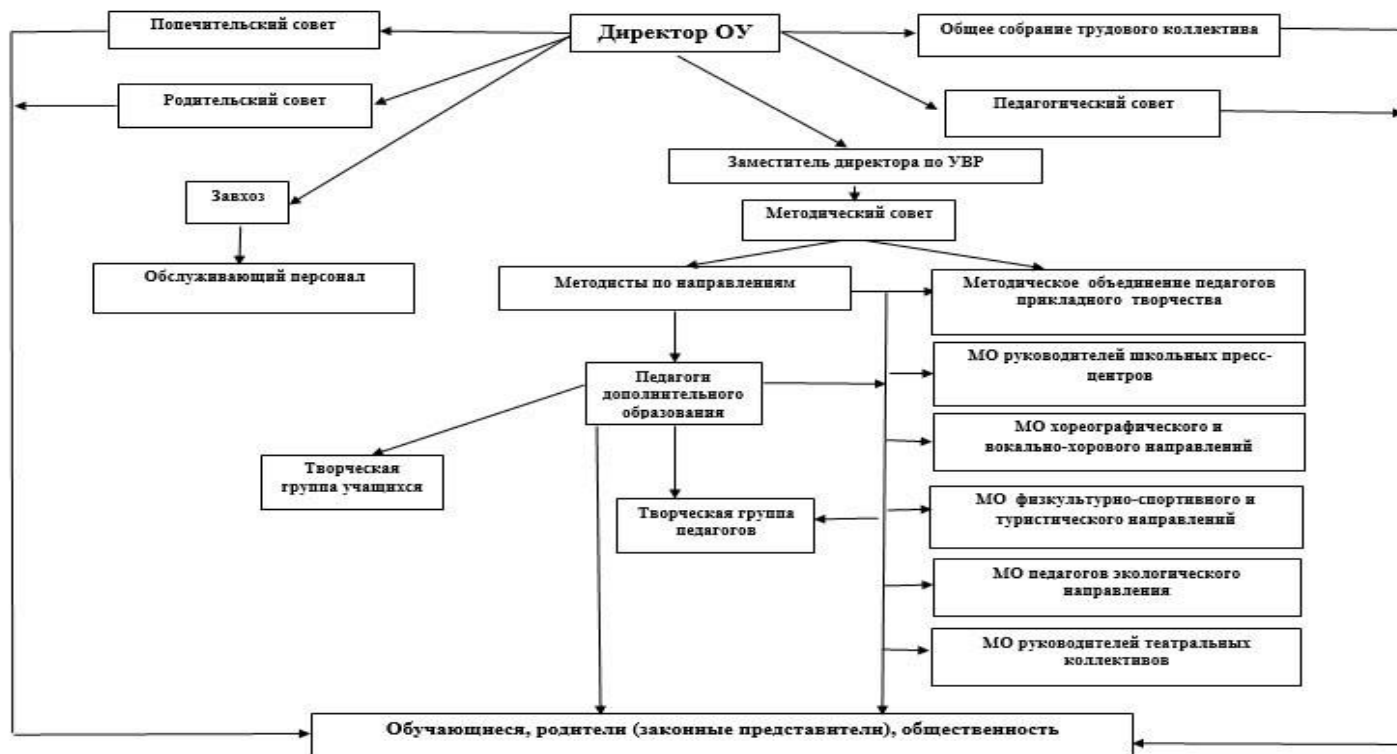 Попечительский совет
Директор ОУ
Общее собрание трудового коллектива
Родительский совет
Педагогический совет
Заместитель директора по УВР
Завхоз
Методический совет
Обслуживающий персонал
Методисты по направлениям
Методическое объединение педагогов
прикладного творчества
МО руководителей школьных пресс-
центров
Педагоги
дополнительного
образования
МО хореографического и
вокально-хорового направлений
Творческая
группа учащихся
Творческая группа
педагогов
МО физкультурно-спортивного и
туристического направлений
МО педагогов экологического
направления
МО руководителей театральных
коллективов
Обучающиеся, родители (законные представители), общественность